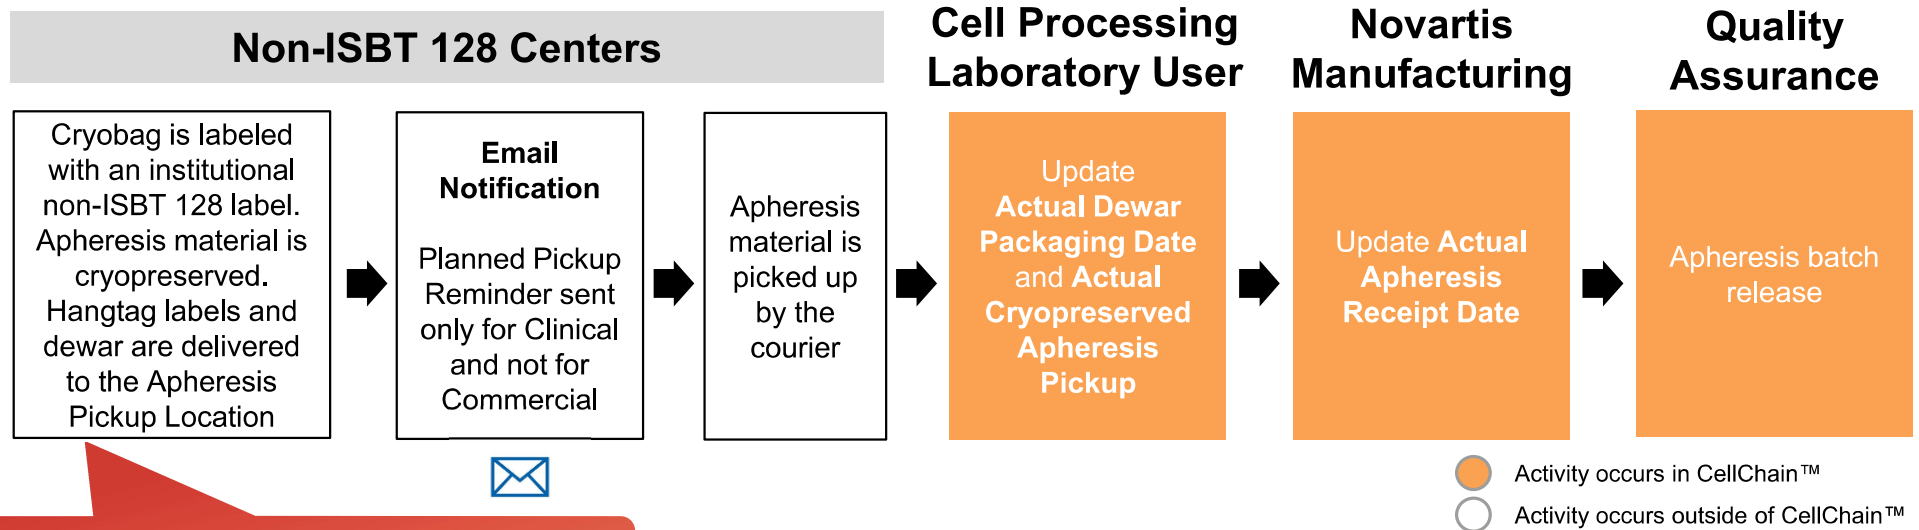 Non-ISBT 128 Centers
Cell Processing
Laboratory User
Novartis
Manufacturing
Quality
Assurance
Cryobag is labeled
with an institutional
non-ISBT 128 label.
Apheresis material is
cryopreserved.
Hangtag labels and
dewar are delivered
to the Apheresis
Pickup Location
Email
Notification
Planned Pickup
Reminder sent
only for Clinical
and not for
Commercial
Apheresis
material is
picked up
by the
courier
Update
Actual Dewar
Packaging Date
and Actual
Cryopreserved
Apheresis
Pickup
Update Actual
Apheresis
Receipt Date
Apheresis batch
release
Activity occurs in CellChain™
Activity occurs outside of CellChain™